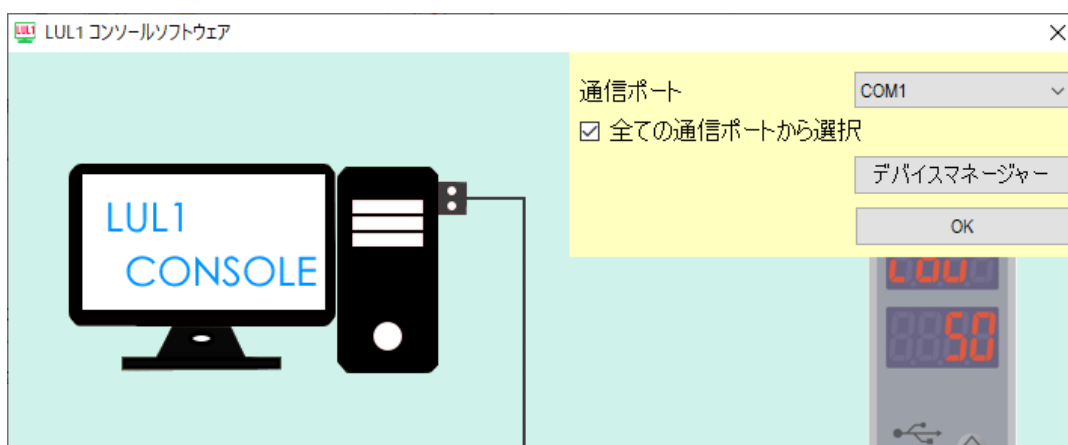 LUL1 コンソールソフトウェア
通信ポート
COM1
全ての通信ポートから選択
デバイスマネージャー
OK
LUL1
CONSOLE
50